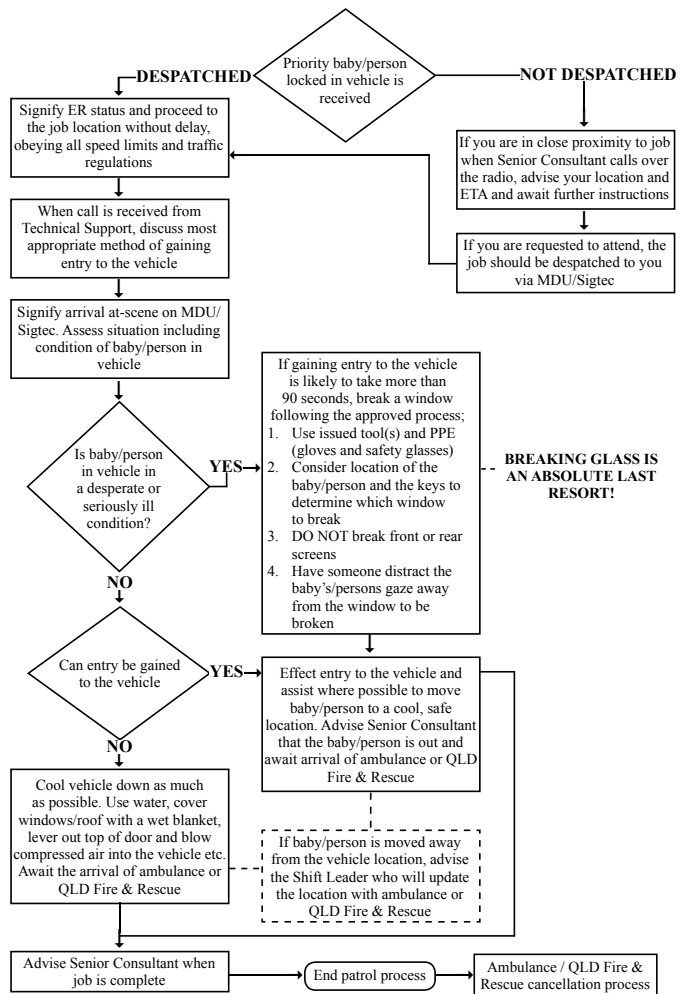 Priority baby/person
locked in vehicle is
received
DESPATCHED
NOT DESPATCHED
Signify ER status and proceed to
the job location without delay,
obeying all speed limits and traffic
regulations
If you are in close proximity to job
when Senior Consultant calls over
the radio, advise your location and
ETA and await further instructions
When call is received from
Technical Support, discuss most
appropriate method of gaining
entry to the vehicle
If you are requested to attend, the
job should be despatched to you
via MDU/Sigtec
Signify arrival at-scene on MDU/
Sigtec. Assess situation including
condition of baby/person in
vehicle
Is baby/person
in vehicle in
a desperate or
seriously ill
condition?
YES
If gaining entry to the vehicle
is likely to take more than
90 seconds, break a window
following the approved process;
1. Use issued tool(s) and PPE
(gloves and safety glasses)
2. Consider location of the
baby/person and the keys to
determine which window
to break
3. DO NOT break front or rear
screens
4. Have someone distract the
baby's/persons gaze away
from the window to be
broken
BREAKING GLASS IS
AN ABSOLUTE LAST
RESORT!
NO
Can entry be gained
to the vehicle
YES
Effect entry to the vehicle and
assist where possible to move
baby/person to a cool, safe
location. Advise Senior Consultant
that the baby/person is out and
await arrival of ambulance or QLD
Fire & Rescue
NO
Cool vehicle down as much
as possible. Use water, cover
windows/roof with a wet blanket,
lever out top of door and blow
compressed air into the vehicle etc.
Await the arrival of ambulance or
QLD Fire & Rescue
If baby/person is moved away
from the vehicle location, advise
the Shift Leader who will update
the location with ambulance or
QLD Fire & Rescue
Advise Senior Consultant when
job is complete
End patrol process
Ambulance / QLD Fire &
Rescue cancellation process